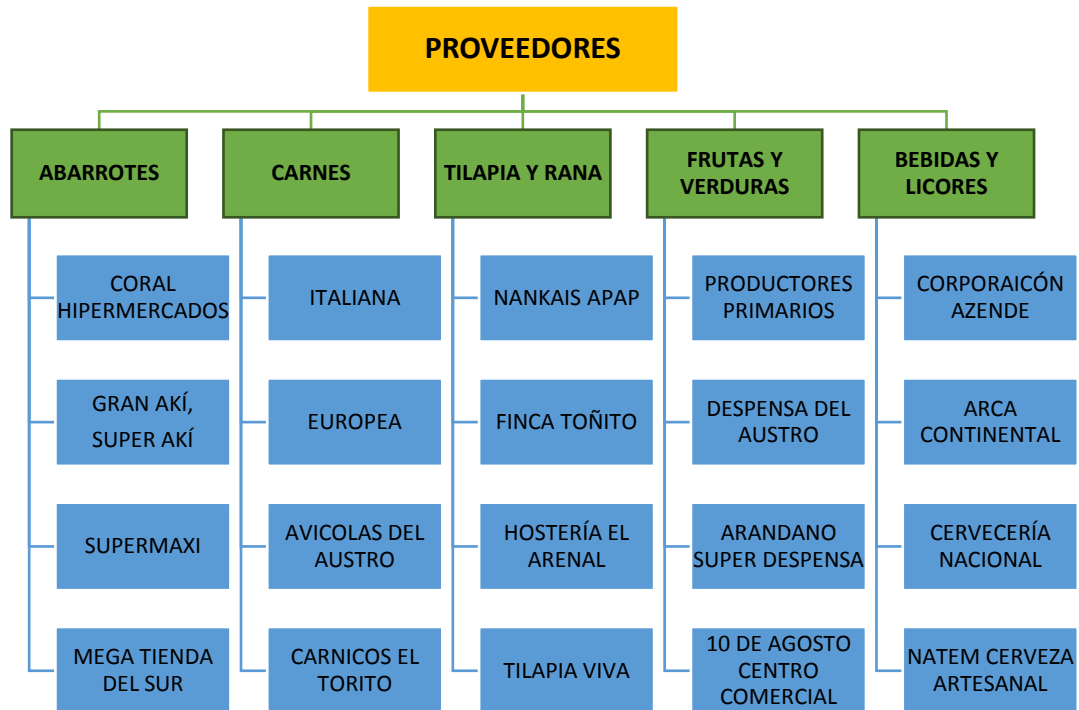 PROVEEDORES
ABARROTES
CORAL
HIPERMERCADOS
GRAN AKÍ,
SUPER AKÍ
SUPERMAXI
MEGA TIENDA
DEL SUR
CARNES
ITALIANA
EUROPEA
AVICOLAS DEL
AUSTRO
CARNICOS EL
TORITO
TILAPIA Y RANA
NANKAIS APAP
FINCA TOÑITO
HOSTERÍA EL
ARENAL
TILAPIA VIVA
FRUTAS Y
VERDURAS
PRODUCTORES
PRIMARIOS
DESPENSA DEL
AUSTRO
ARANDANO
SUPER DESPENSA
10 DE AGOSTO
CENTRO
COMERCIAL
BEBIDAS Y
LICORES
CORPORAICÓN
AZENDE
ARCA
CONTINENTAL
CERVECERÍA
NACIONAL
NATEM CERVEZA
ARTESANAL